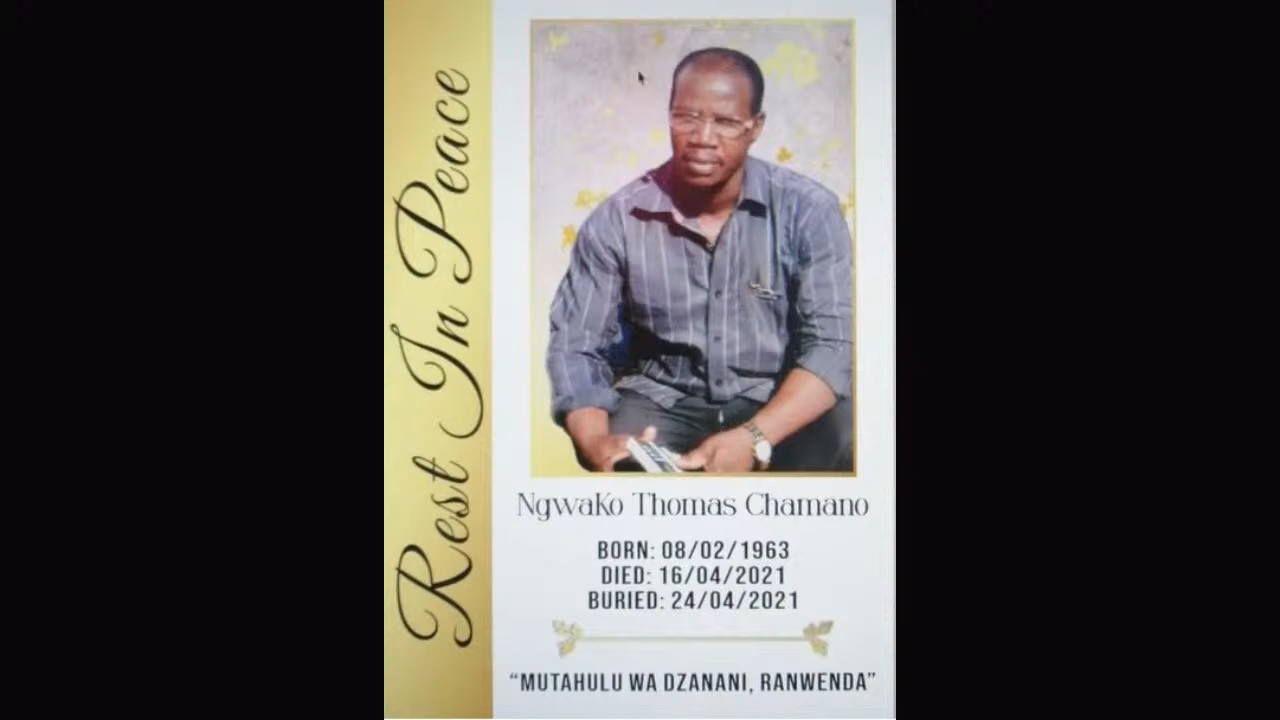 Rest In Peace
Ngwako Thomas Chamano
BORN: 08/02/1963
DIED: 16/04/2021
BURIED: 24/04/2021
“MUTAHULU WA DZANANI, RANWENDA”